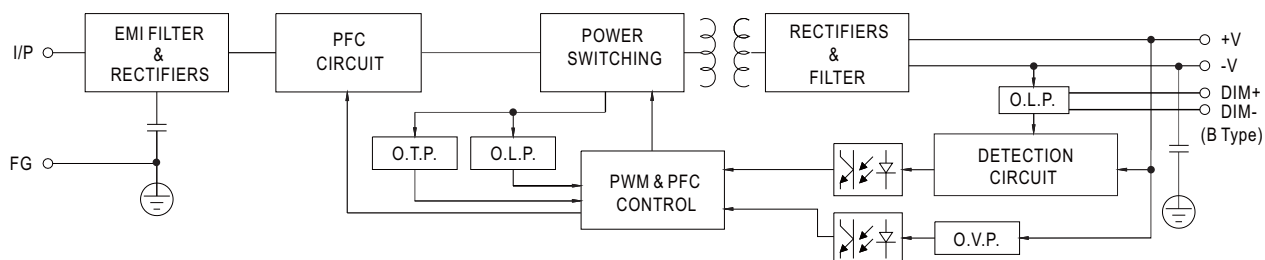 I/P
EMI FILTER
&
RECTIFIERS
PFC
CIRCUIT
POWER
SWITCHING
RECTIFIERS
&
FILTER
+V
-V
DIM+
DIM-
(B Type)
O.L.P.
FG
O.T.P.
O.L.P.
PWM & PFC
CONTROL
DETECTION
CIRCUIT
O.V.P.